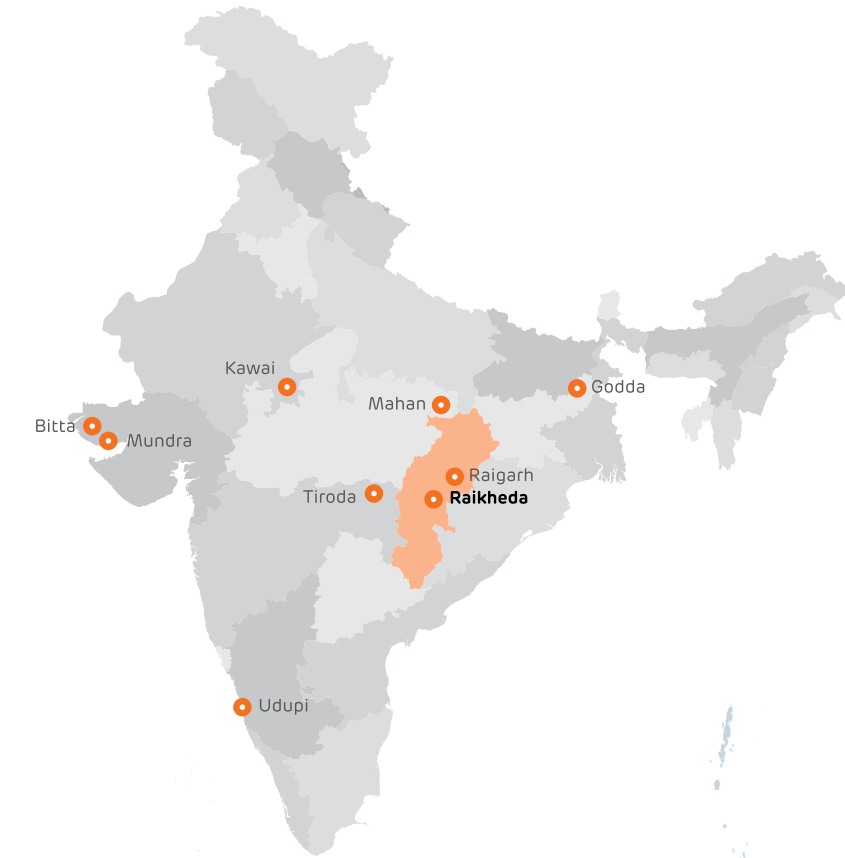 Kawai
Godda
Mahan
Bitta
Mundra
Raigarh
Tiroda
Raikheda
Udupi